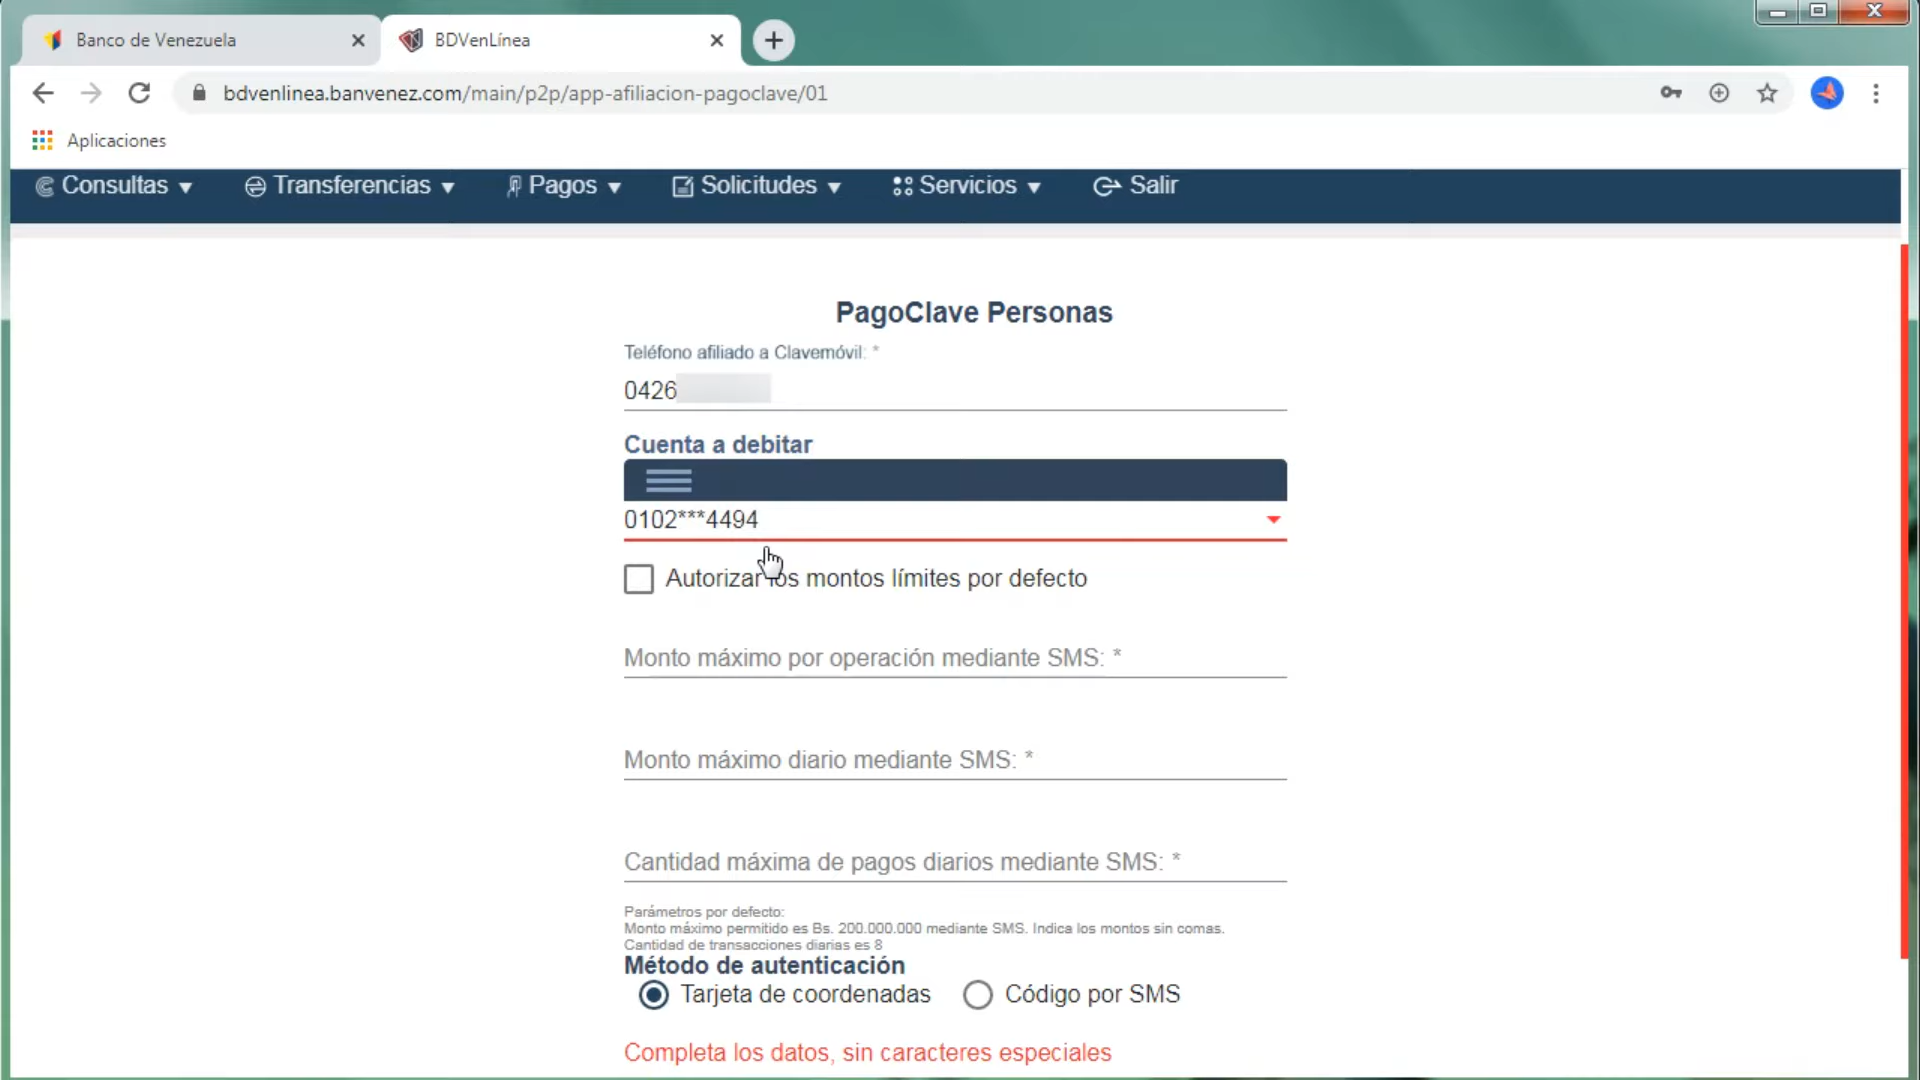 Banco de Venezuela
BDVenLínea
bdvenlinea.banvenez.com/main/p2p/app-afiliacion-pagoclave/01
Aplicaciones
Consultas Transferencias Pagos Solicitudes Servicios Salir
PagoClave Personas
Teléfono afiliado a Clavemóvil: *
0426
Cuenta a debitar
0102***4494
Autorizar los montos límites por defecto
Monto máximo por operación mediante SMS: *
Monto máximo diario mediante SMS: *
Cantidad máxima de pagos diarios mediante SMS: *
Parámetros por defecto:
Monto máximo permitido es Bs. 200.000.000 mediante SMS. Indica los montos sin comas.
Cantidad de transacciones diarias es 8
Método de autenticación
Tarjeta de coordenadas Código por SMS
Completa los datos, sin caracteres especiales